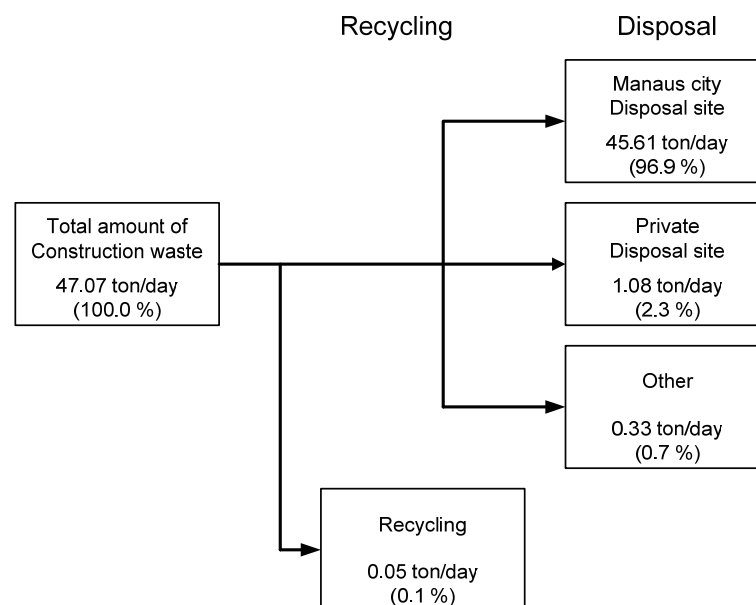 Recycling
Disposal
Manaus city
Disposal site
45.61 ton/day
(96.9 %)
Total amount of
Construction waste
47.07 ton/day
(100.0 %)
Private
Disposal site
1.08 ton/day
(2.3 %)
Other
0.33 ton/day
(0.7 %)
Recycling
0.05 ton/day
(0.1 %)